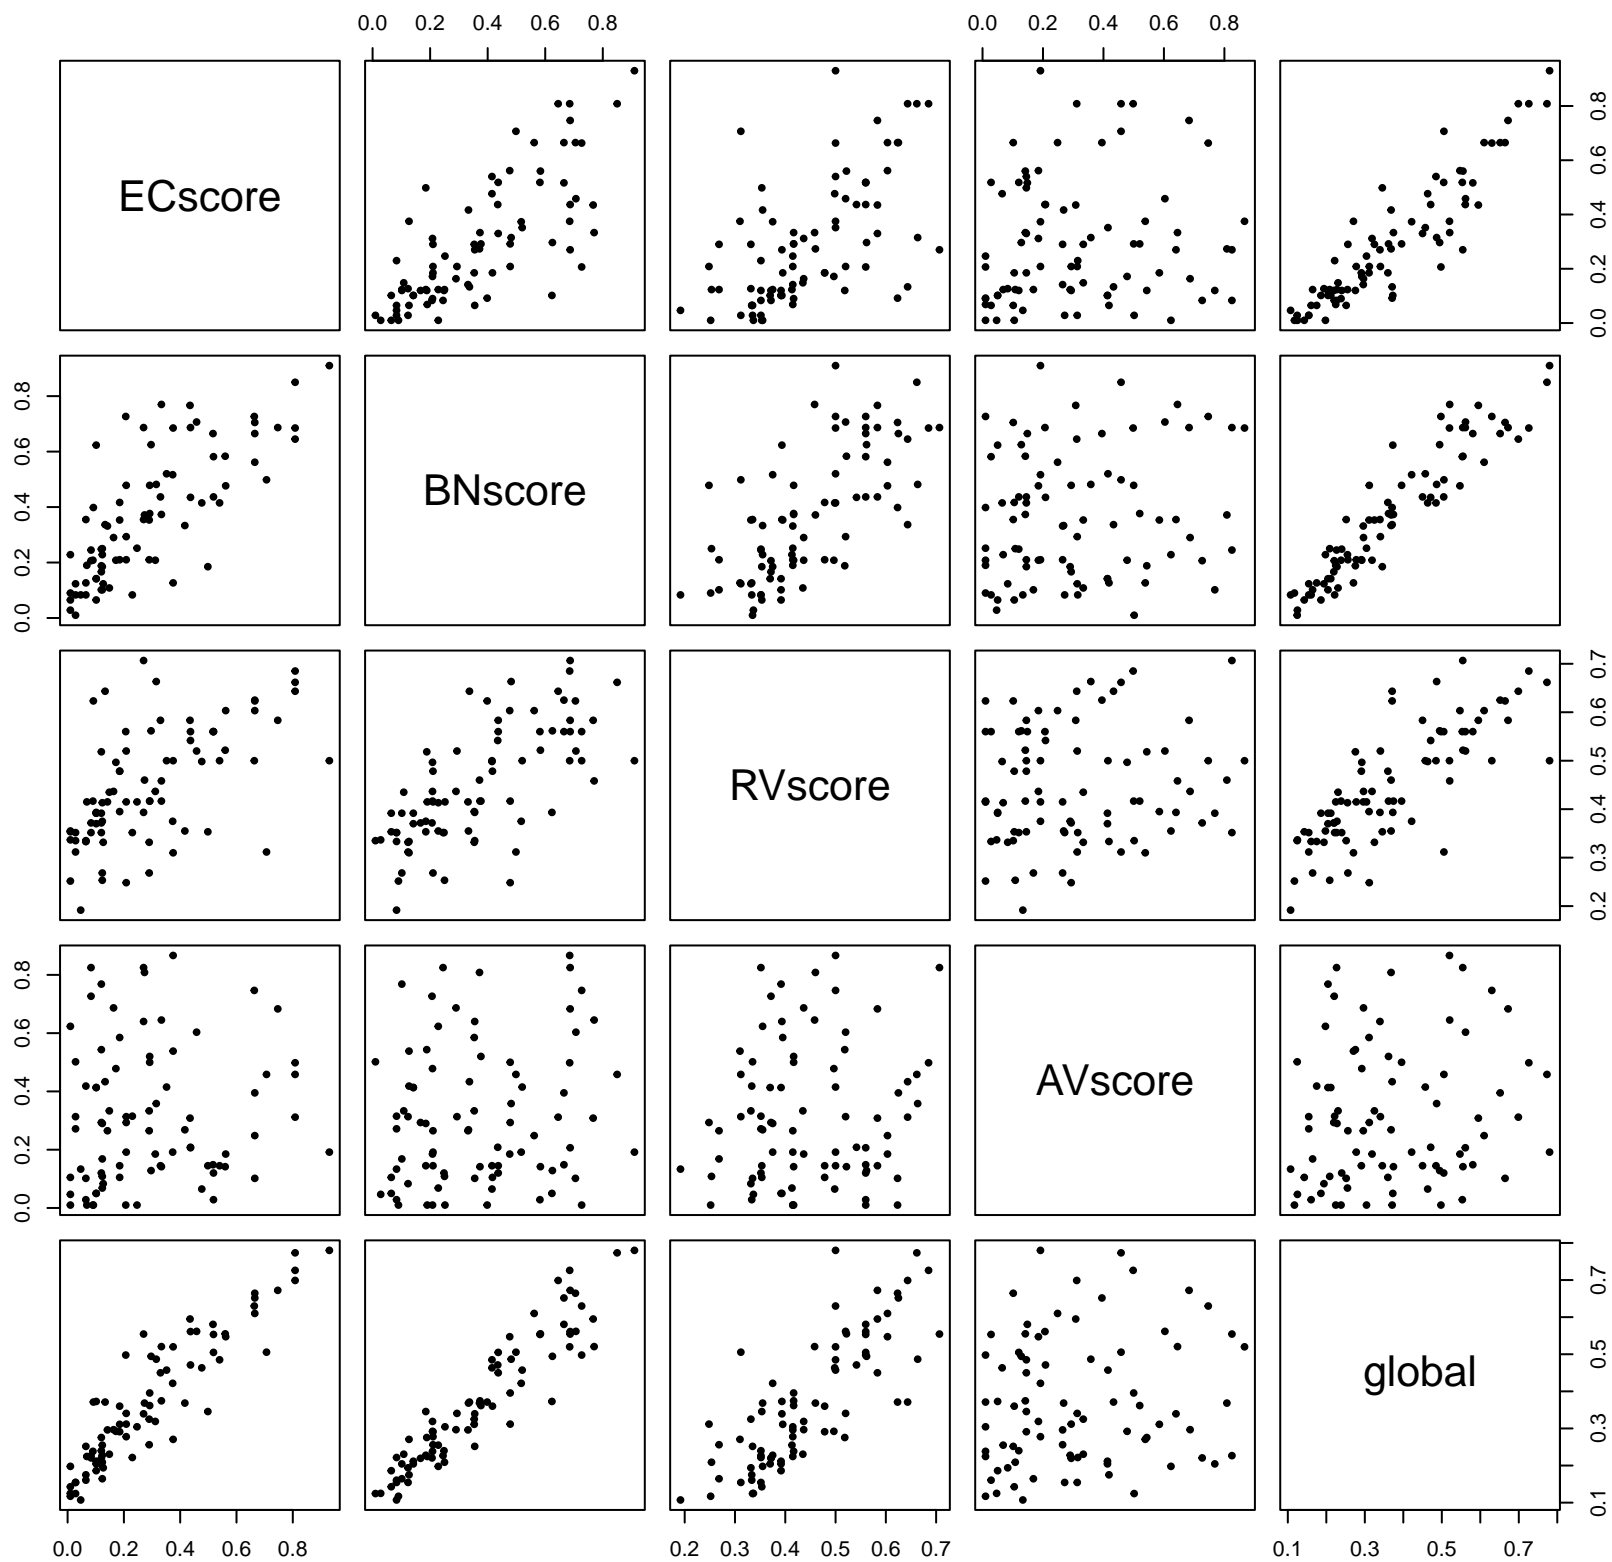 0.0 0.2 0.4 0.6 0.8 0.0 0.2 0.4 0.6 0.8
ECscore
0.0 0.2 0.4 0.6 0.8
0.0 0.2 0.4 0.6 0.8
BNscore
RVscore
0.2 0.3 0.4 0.5 0.6 0.7
0.0 0.2 0.4 0.6 0.8
AVscore
global
0.1 0.3 0.5 0.7
0.0 0.2 0.4 0.6 0.8 0.2 0.3 0.4 0.5 0.6 0.7 0.1 0.3 0.5 0.7